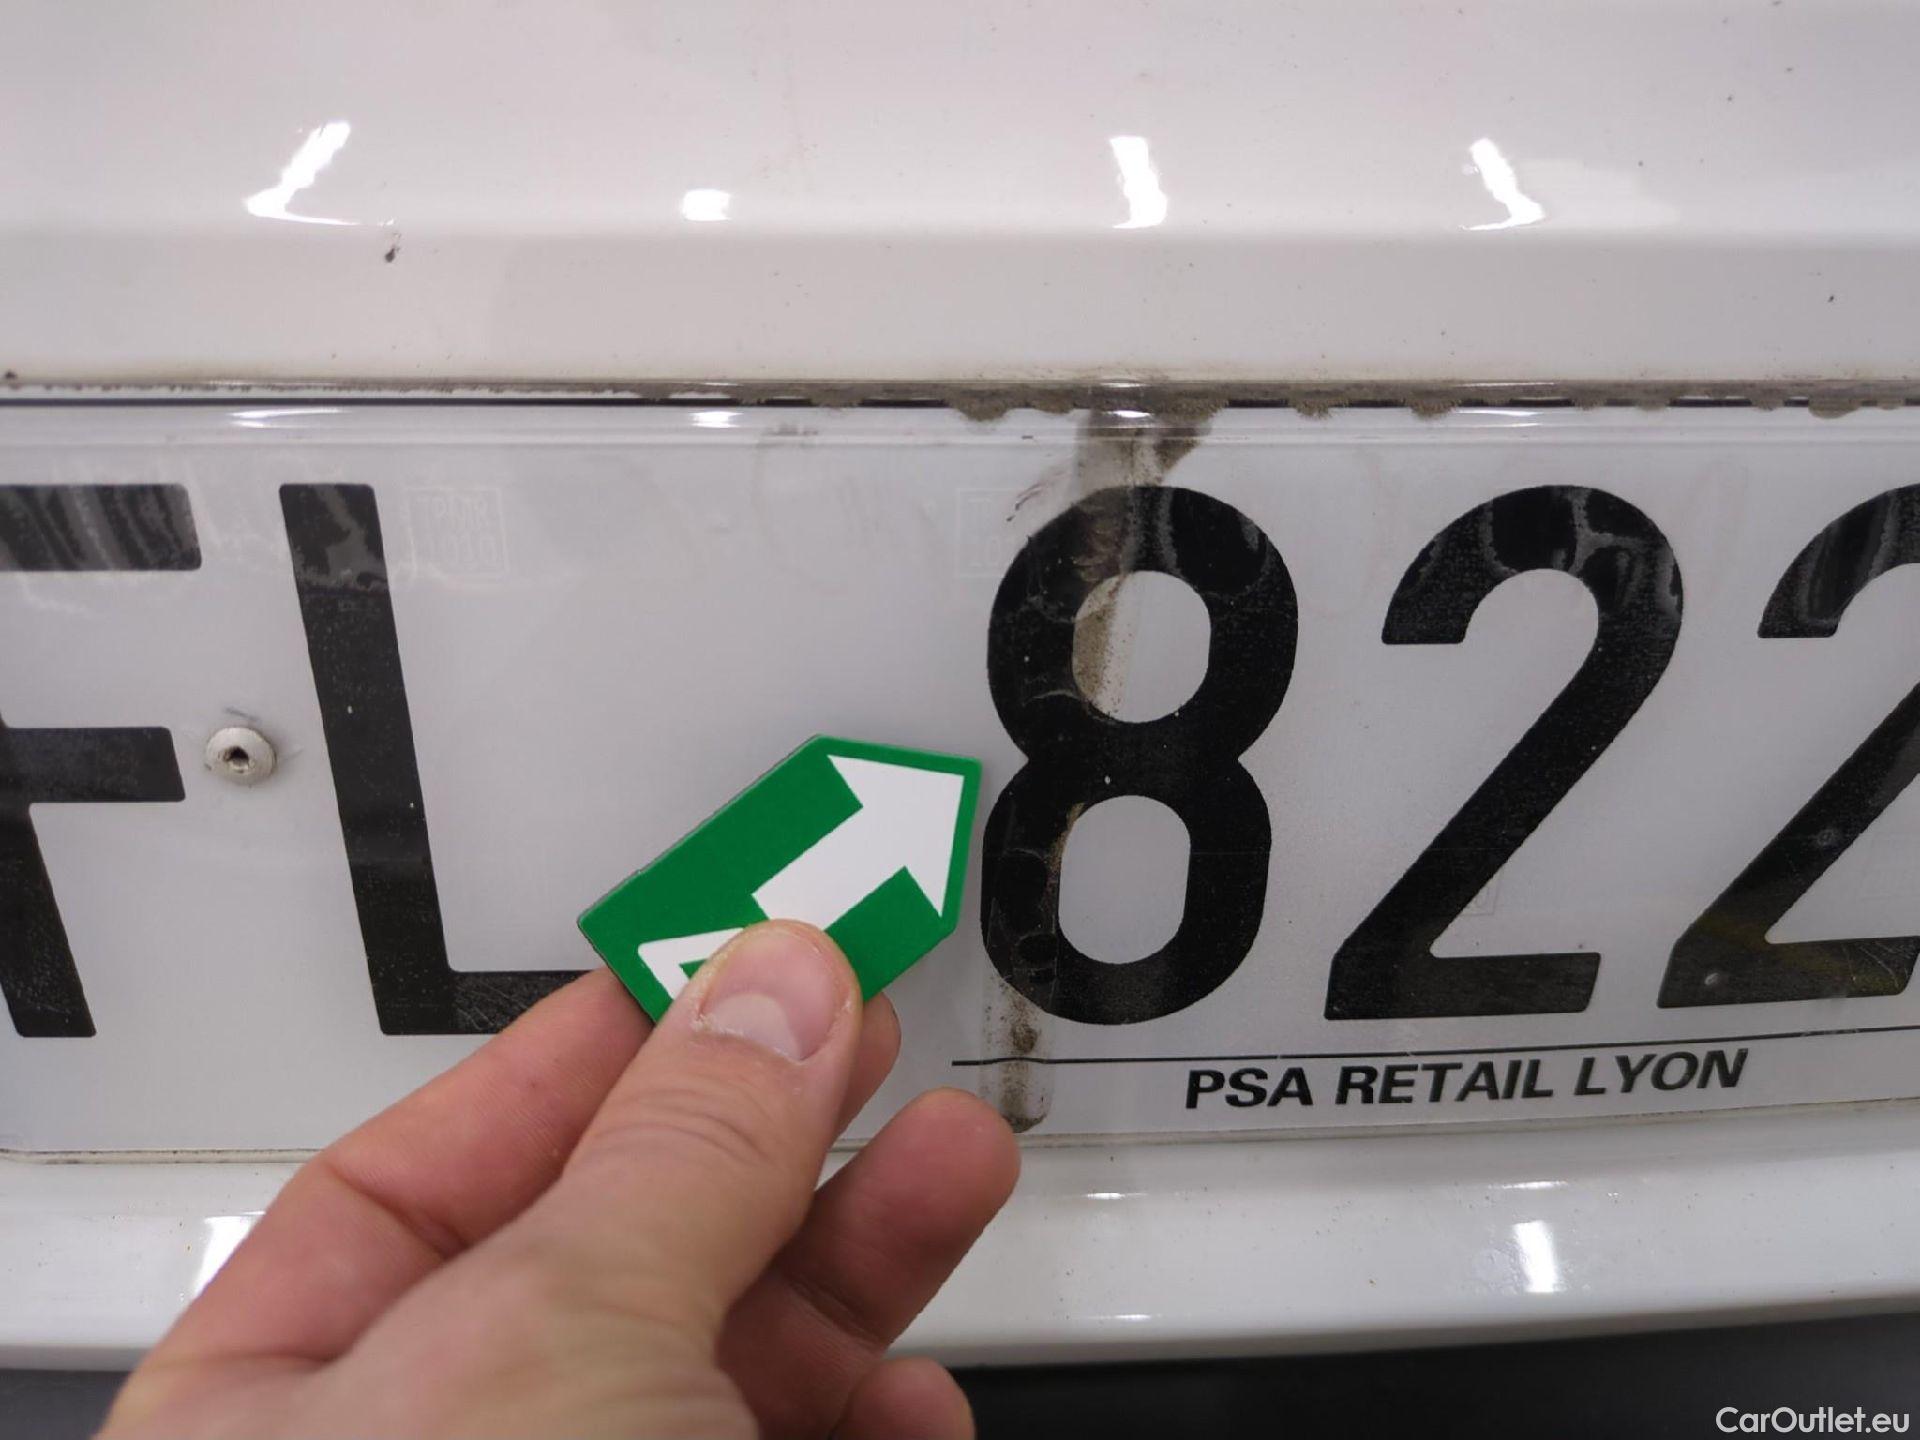 FL 822
PSA RETAIL LYON
CarOutlet.eu